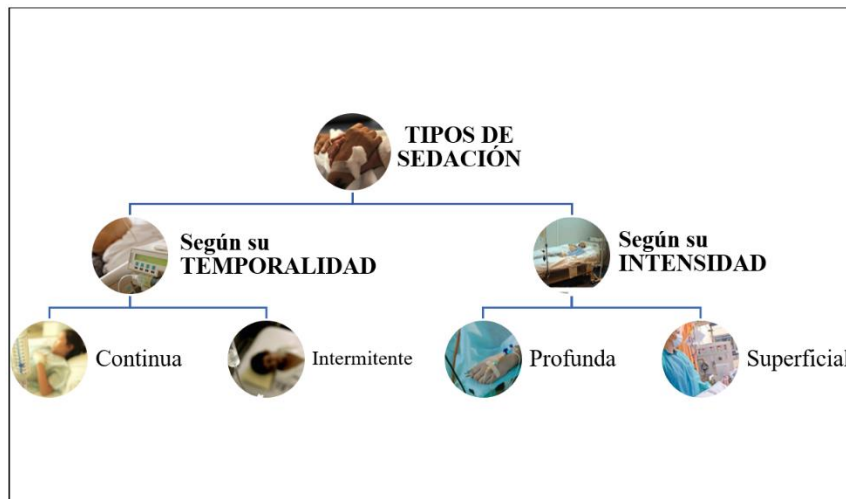 TIPOS DE
SEDACIÓN
Según su
TEMPORALIDAD
Según su
INTENSIDAD
Continua
Intermitente
Profunda
Superficial